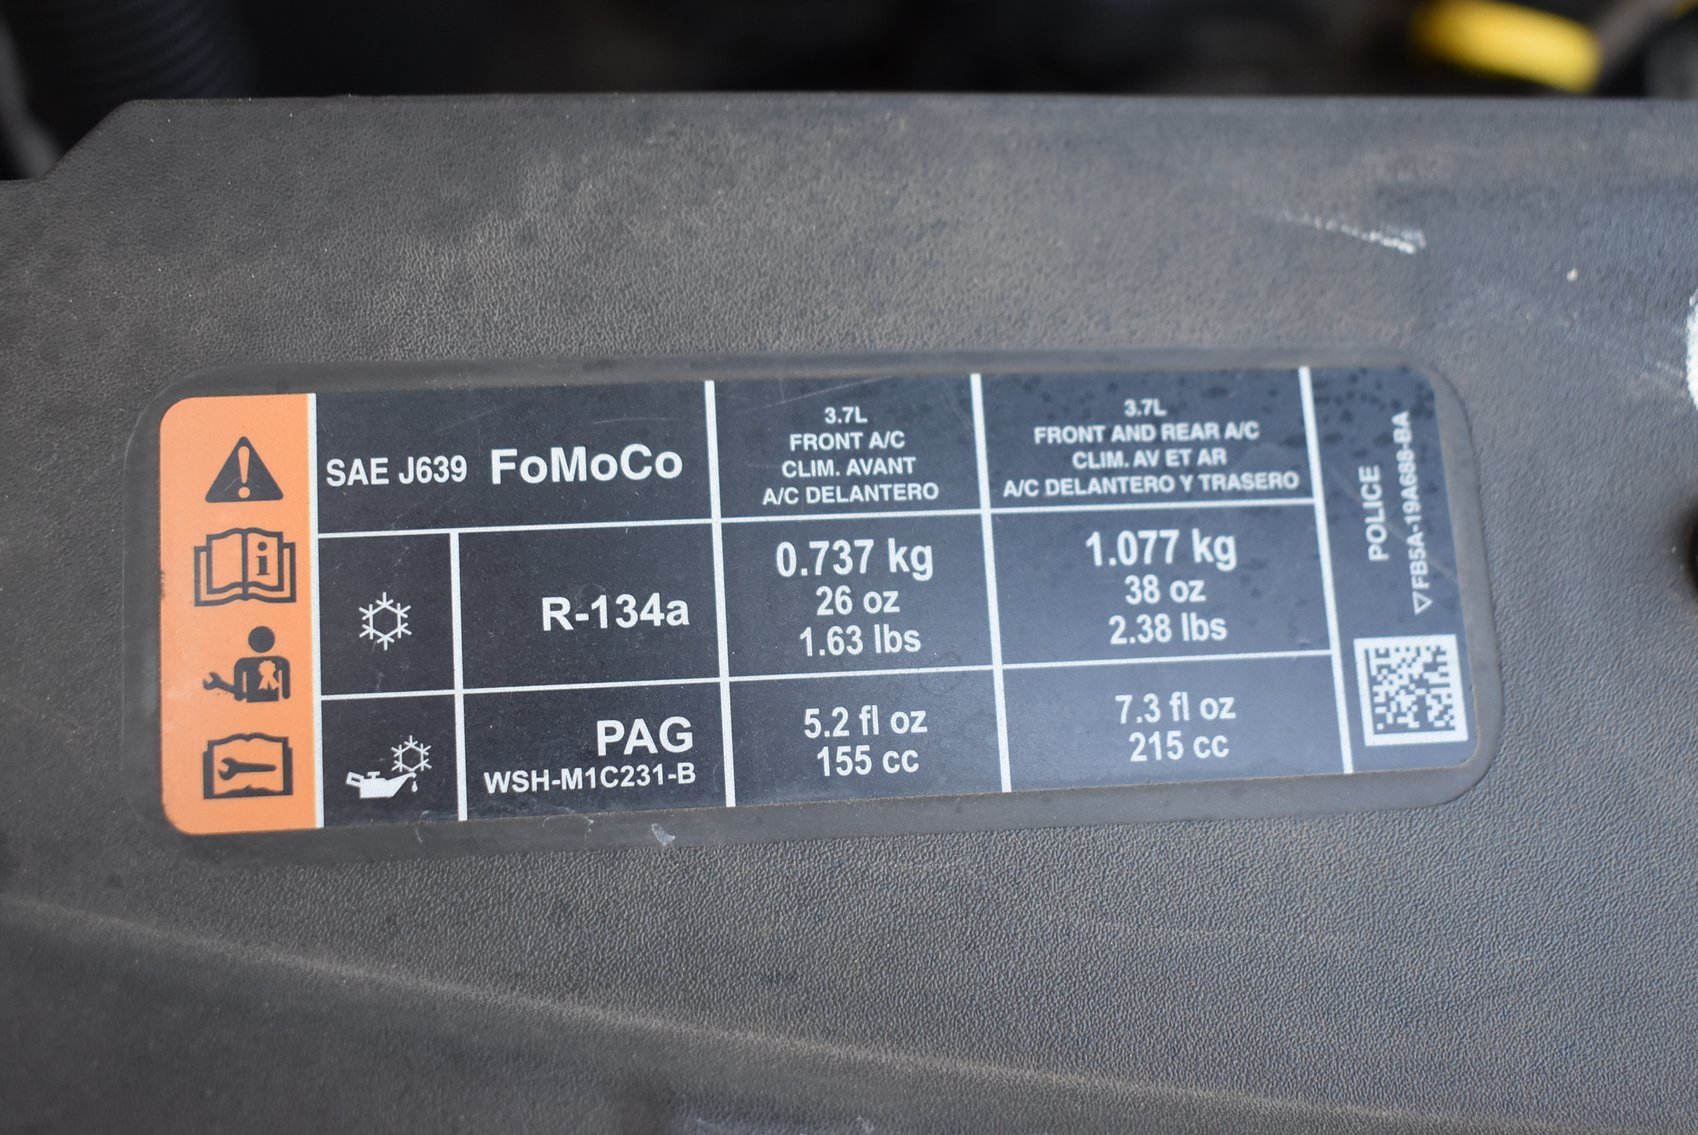 SAE J639 FoMoCo
3.7L
FRONT A/C
CLIM. AVANT
A/C DELANTERO
3.7L
FRONT AND REAR A/C
CLIM. AV ET AR
A/C DELANTERO Y TRASERO
R-134a
0.737 kg
26 oz
1.63 lbs
1.077 kg
38 oz
2.38 lbs
PAG
WSH-M1C231-B
5.2 fl oz
155 cc
7.3 fl oz
215 cc
POLICE
▽FB5A-19A688-BA